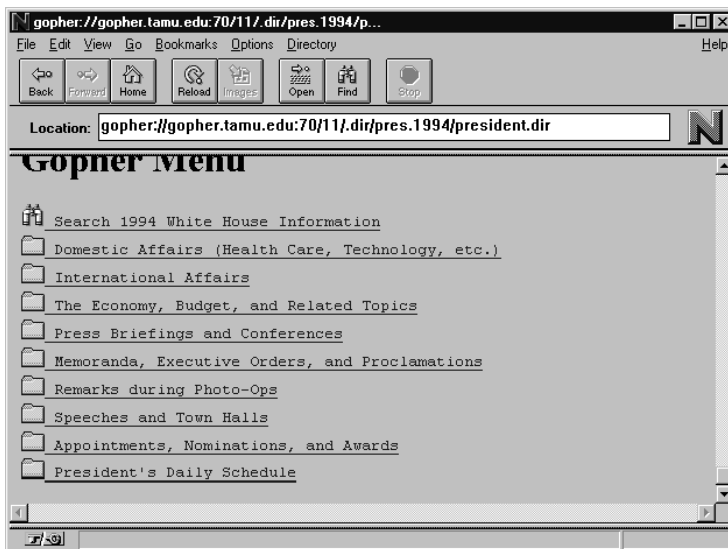 gopher://gopher.tamu.edu:70/11/.dir/pres.1994/p...
File Edit View Go Bookmarks Options Directory Help
Back Forward Home Reload Images Open Find Stop
Location: gopher://gopher.tamu.edu:70/11/.dir/pres.1994/president.dir
Gopher Menu
Search 1994 White House Information
Domestic Affairs (Health Care, Technology, etc.)
International Affairs
The Economy, Budget, and Related Topics
Press Briefings and Conferences
Memoranda, Executive Orders, and Proclamations
Remarks during Photo-Ops
Speeches and Town Halls
Appointments, Nominations, and Awards
President's Daily Schedule